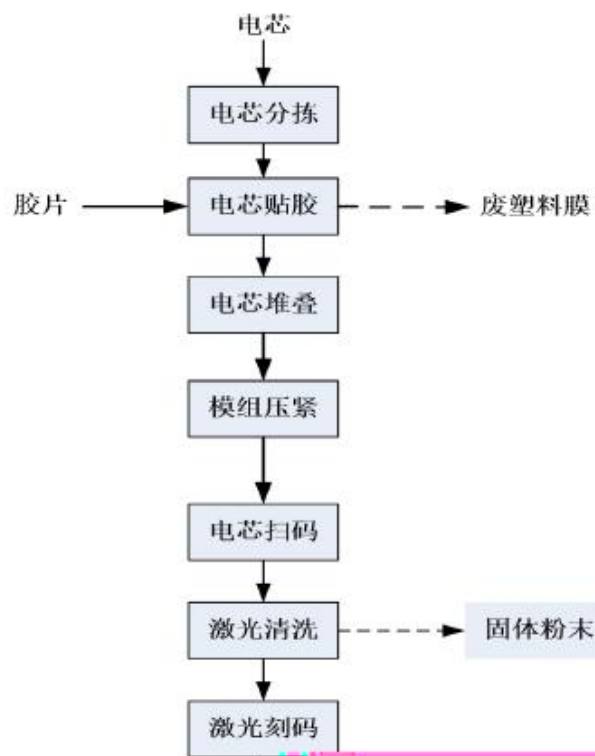 电芯
电芯分拣
胶片
电芯贴胶
废塑料膜
电芯堆叠
模组压紧
电芯扫码
激光清洗
固体粉末
激光刻码